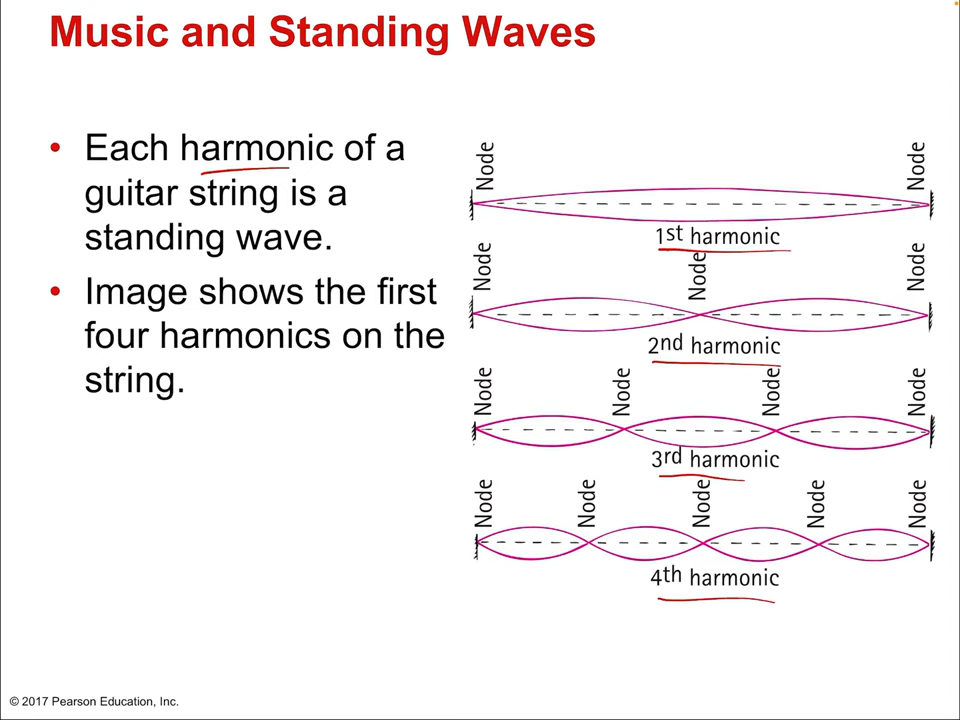 Music and Standing Waves
• Each harmonic of a
guitar string is a
standing wave.
• Image shows the first
four harmonics on the
string.
Node Node
1st harmonic
Node Node Node
2nd harmonic
Node Node Node Node
3rd harmonic
Node Node Node Node Node
4th harmonic
© 2017 Pearson Education, Inc.